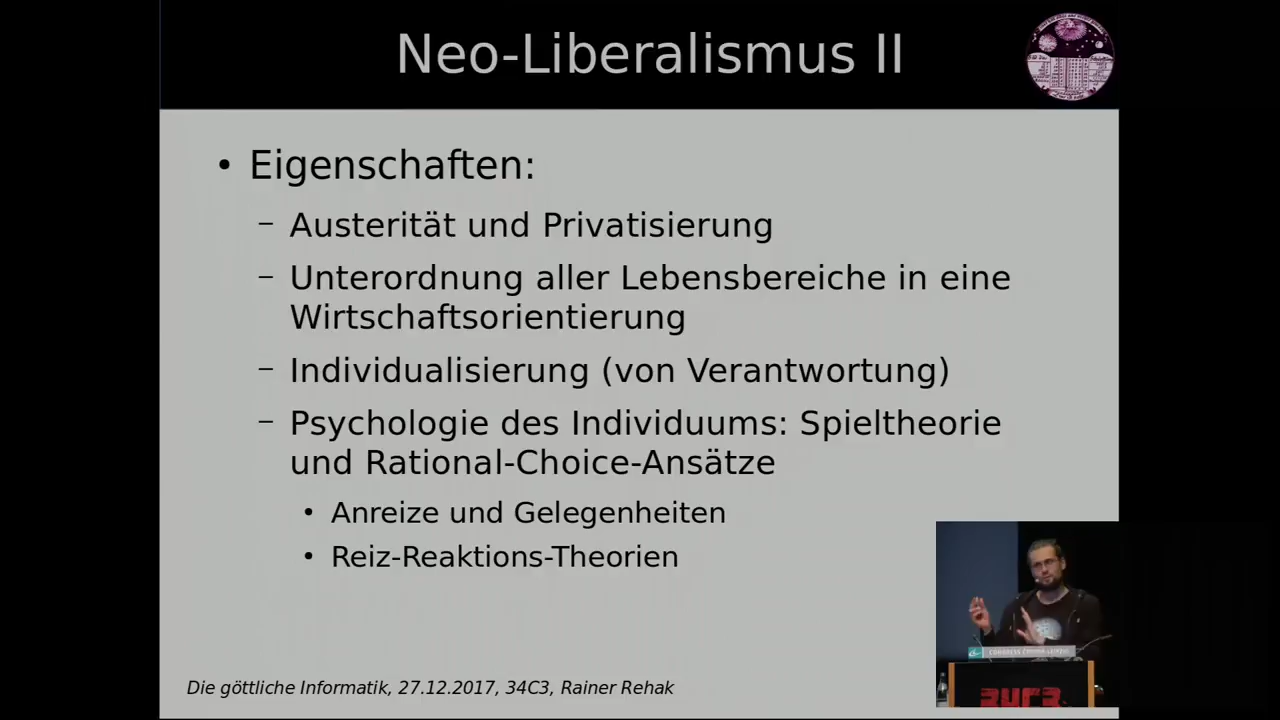 Neo-Liberalismus II
• Eigenschaften:
– Austerität und Privatisierung
– Unterordnung aller Lebensbereiche in eine
Wirtschaftsorientierung
– Individualisierung (von Verantwortung)
– Psychologie des Individuums: Spieltheorie
und Rational-Choice-Ansätze
• Anreize und Gelegenheiten
• Reiz-Reaktions-Theorien
Die göttliche Informatik, 27.12.2017, 34C3, Rainer Rehak